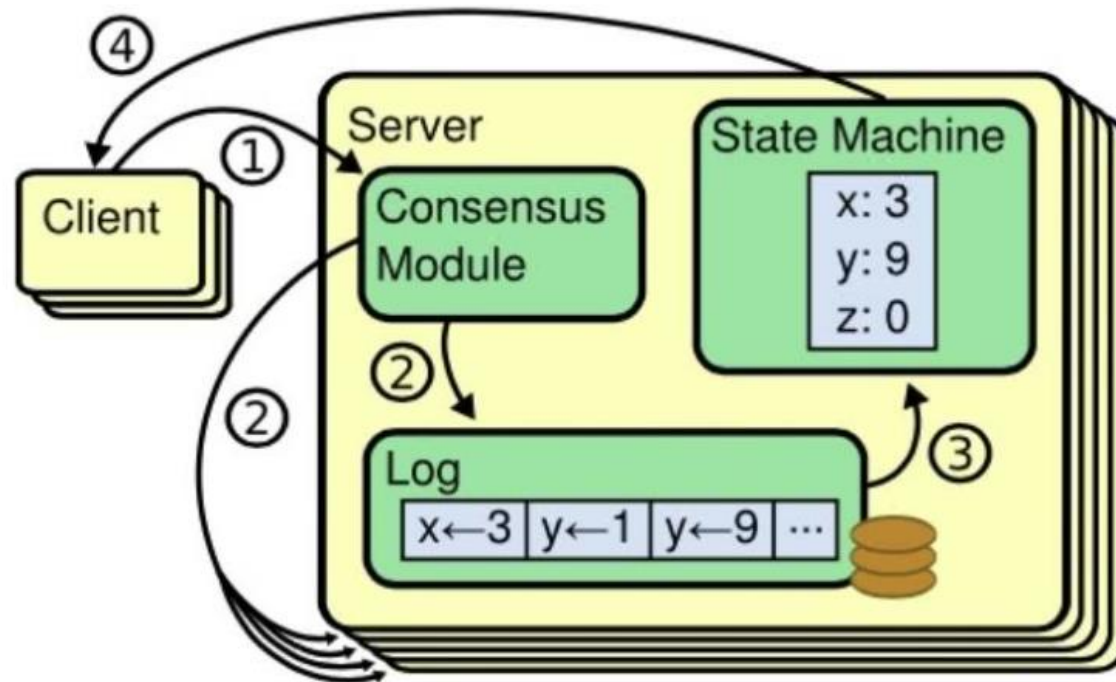 ④
①
Server
State Machine
Client
Consensus
Module
x: 3
y: 9
z: 0
②
②
③
Log
x←3 y←1 y←9 ...